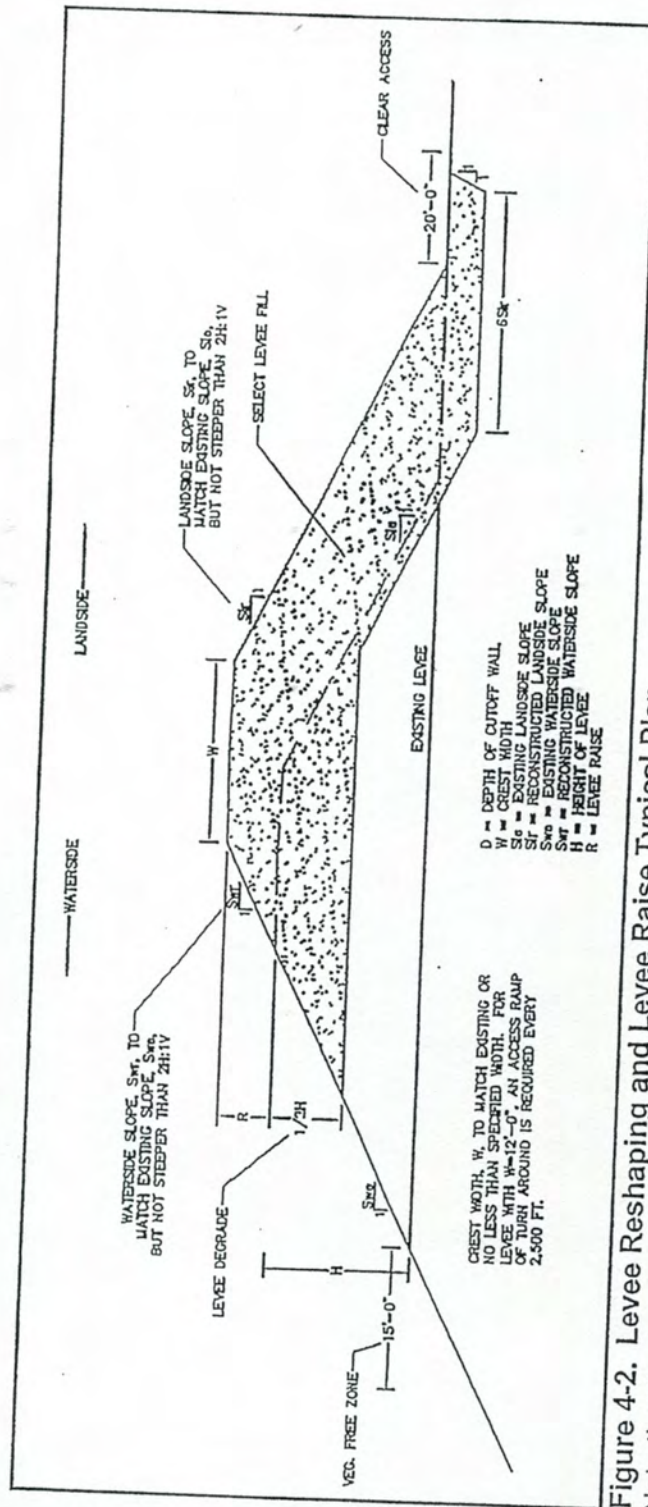 WATERSIDE
LANDSIDE
WATERSIDE SLOPE, Swr, TO
MATCH EXISTING SLOPE, Swo,
BUT NOT STEEPER THAN 2H:1V
LANDSIDE SLOPE, Slr, TO
MATCH EXISTING SLOPE, Slo,
BUT NOT STEEPER THAN 2H:1V
Swr
1
W
Slr
1
SELECT LEVEE FILL
R
LEVEE DEGRADE
1/2H
20'-0"
CLEAR ACCESS
Swo
1
Slo
1
H
VEG. FREE ZONE
15'-0"
EXISTING LEVEE
1
1
CREST WIDTH, W, TO MATCH EXISTING OR
NO LESS THAN SPECIFIED WIDTH. FOR
LEVEE WITH W=12'-0", AN ACCESS RAMP
OF TURN AROUND IS REQUIRED EVERY
2,500 FT.
D = DEPTH OF CUTOFF WALL
W = CREST WIDTH
Slo = EXISTING LANDSIDE SLOPE
Slr = RECONSTRUCTED LANDSIDE SLOPE
Swo = EXISTING WATERSIDE SLOPE
Swr = RECONSTRUCTED WATERSIDE SLOPE
H = HEIGHT OF LEVEE
R = LEVEE RAISE
Figure 4-2. Levee Reshaping and Levee Raise Typical Plan